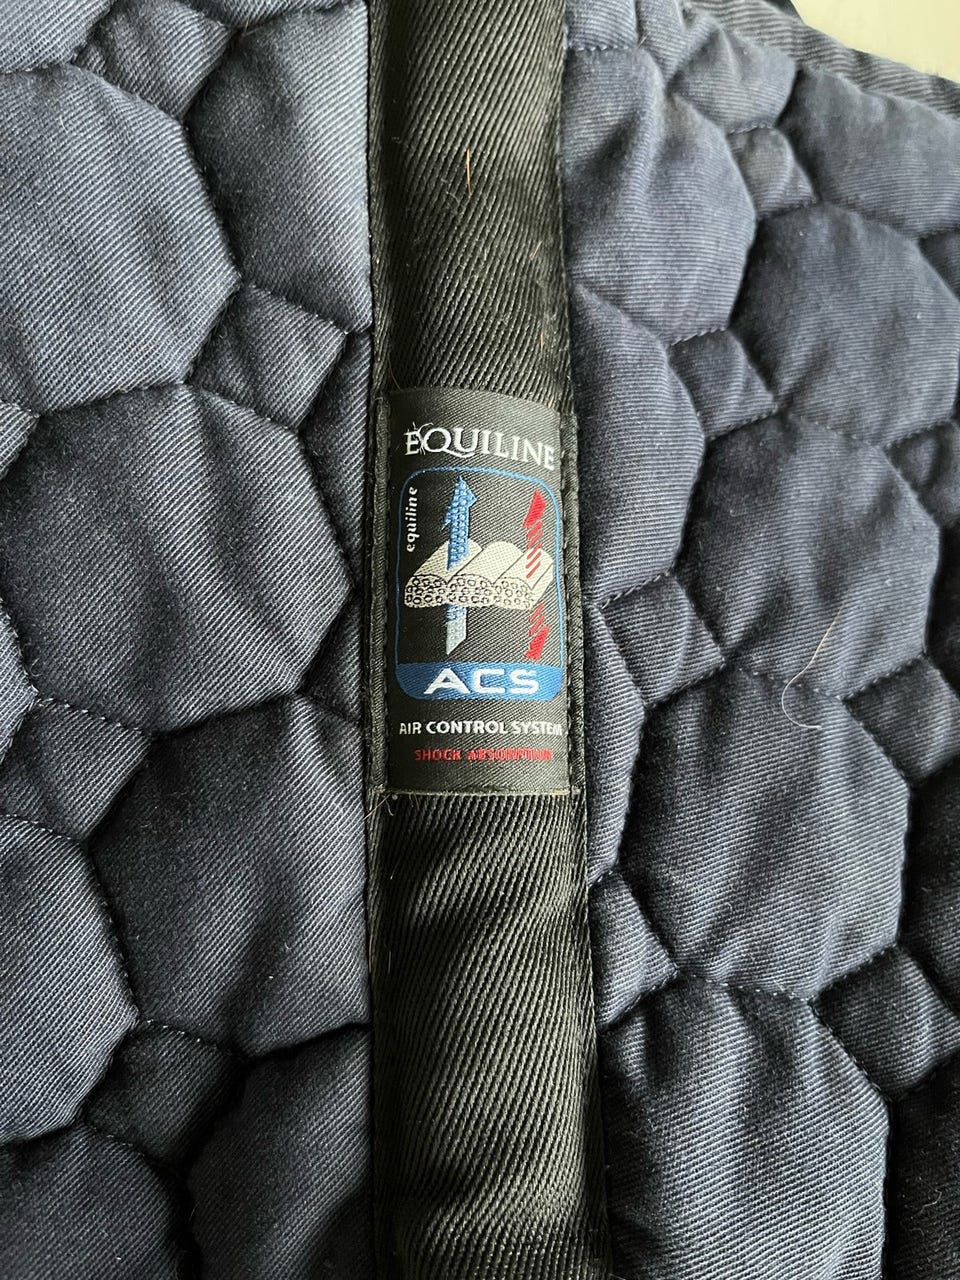 EQUILINE
equiline
ACS
AIR CONTROL SYSTEM
SHOCK ABSORPTION